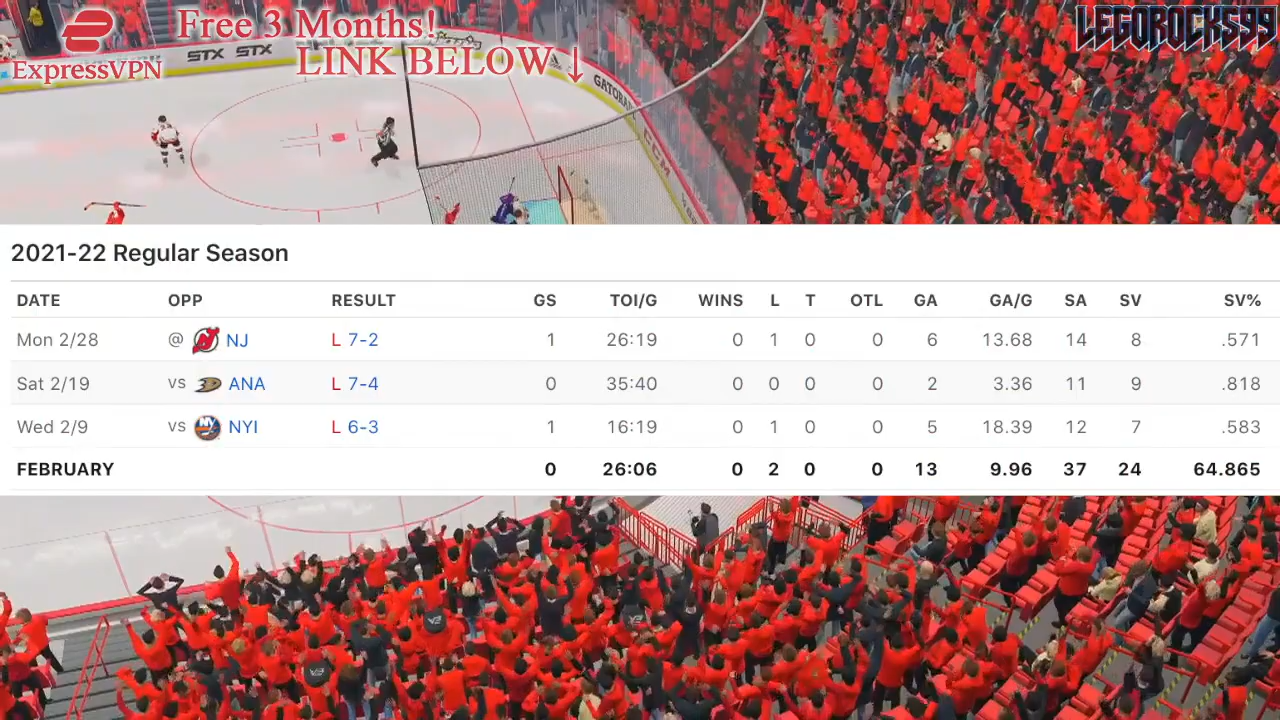 Free 3 Months!
LINK BELOW ↓
ExpressVPN
LEGOROCKS99
STX STX
GATORA
CCM
2021-22 Regular Season
DATE OPP RESULT GS TOI/G WINS L T OTL GA GA/G SA SV SV%
Mon 2/28 @ NJ L 7-2 1 26:19 0 1 0 0 6 13.68 14 8 .571
Sat 2/19 vs ANA L 7-4 0 35:40 0 0 0 0 2 3.36 11 9 .818
Wed 2/9 vs NYI L 6-3 1 16:19 0 1 0 0 5 18.39 12 7 .583
FEBRUARY 0 26:06 0 2 0 0 13 9.96 37 24 64.865